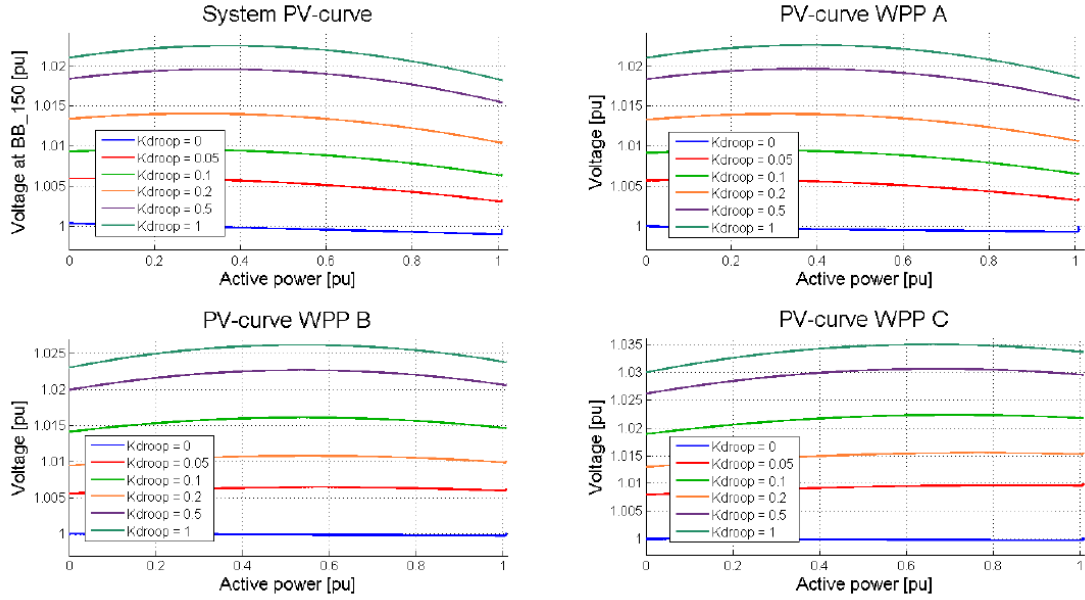 System PV-curve
Voltage at BB_150 [pu]
1.02
1.015
1.01
1.005
1
Kdroop = 0
Kdroop = 0.05
Kdroop = 0.1
Kdroop = 0.2
Kdroop = 0.5
Kdroop = 1
0 0.2 0.4 0.6 0.8 1
Active power [pu]
PV-curve WPP A
Voltage [pu]
1.02
1.015
1.01
1.005
1
Kdroop = 0
Kdroop = 0.05
Kdroop = 0.1
Kdroop = 0.2
Kdroop = 0.5
Kdroop = 1
0 0.2 0.4 0.6 0.8 1
Active power [pu]
PV-curve WPP B
Voltage [pu]
1.025
1.02
1.015
1.01
1.005
1
Kdroop = 0
Kdroop = 0.05
Kdroop = 0.1
Kdroop = 0.2
Kdroop = 0.5
Kdroop = 1
0 0.2 0.4 0.6 0.8 1
Active power [pu]
PV-curve WPP C
Voltage [pu]
1.035
1.03
1.025
1.02
1.015
1.01
1.005
1
Kdroop = 0
Kdroop = 0.05
Kdroop = 0.1
Kdroop = 0.2
Kdroop = 0.5
Kdroop = 1
0 0.2 0.4 0.6 0.8 1
Active power [pu]